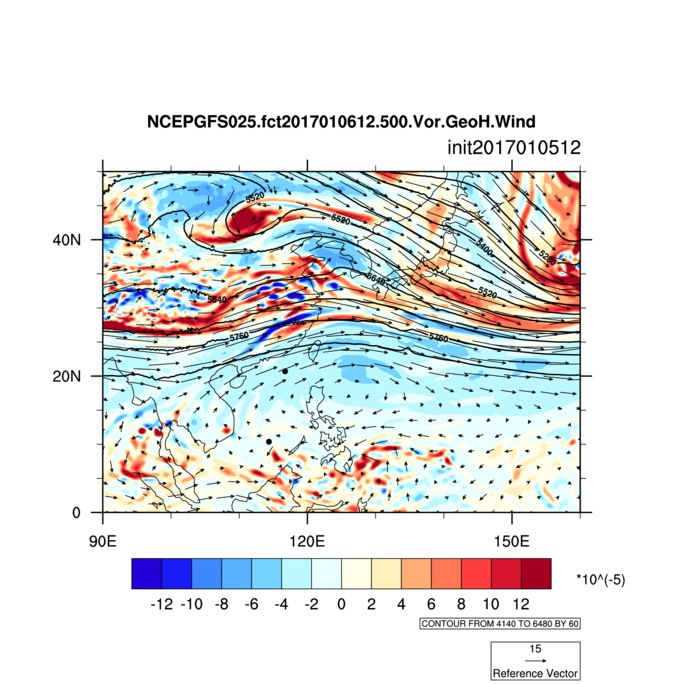 NCEPGFS025.fct2017010612.500.Vor.GeoH.Wind
init2017010512
5520
5520
40N
5400
5280
5640
5520
5640
5760
5760
20N
0
90E 120E 150E
*10^(-5)
-12 -10 -8 -6 -4 -2 0 2 4 6 8 10 12
CONTOUR FROM 4140 TO 6480 BY 60
15
Reference Vector